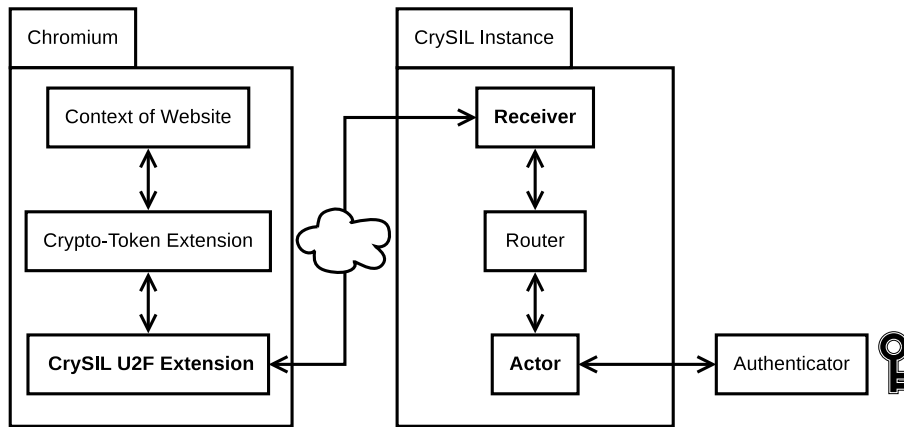 Chromium
Context of Website
Crypto-Token Extension
CrySIL U2F Extension
CrySIL Instance
Receiver
Router
Actor
Authenticator